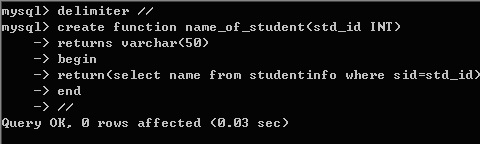 mysql> delimiter //
mysql> create function name_of_student(std_id INT)
-> returns varchar(50)
-> begin
-> return(select name from studentinfo where sid=std_id)
-> end
-> //
Query OK, 0 rows affected (0.03 sec)